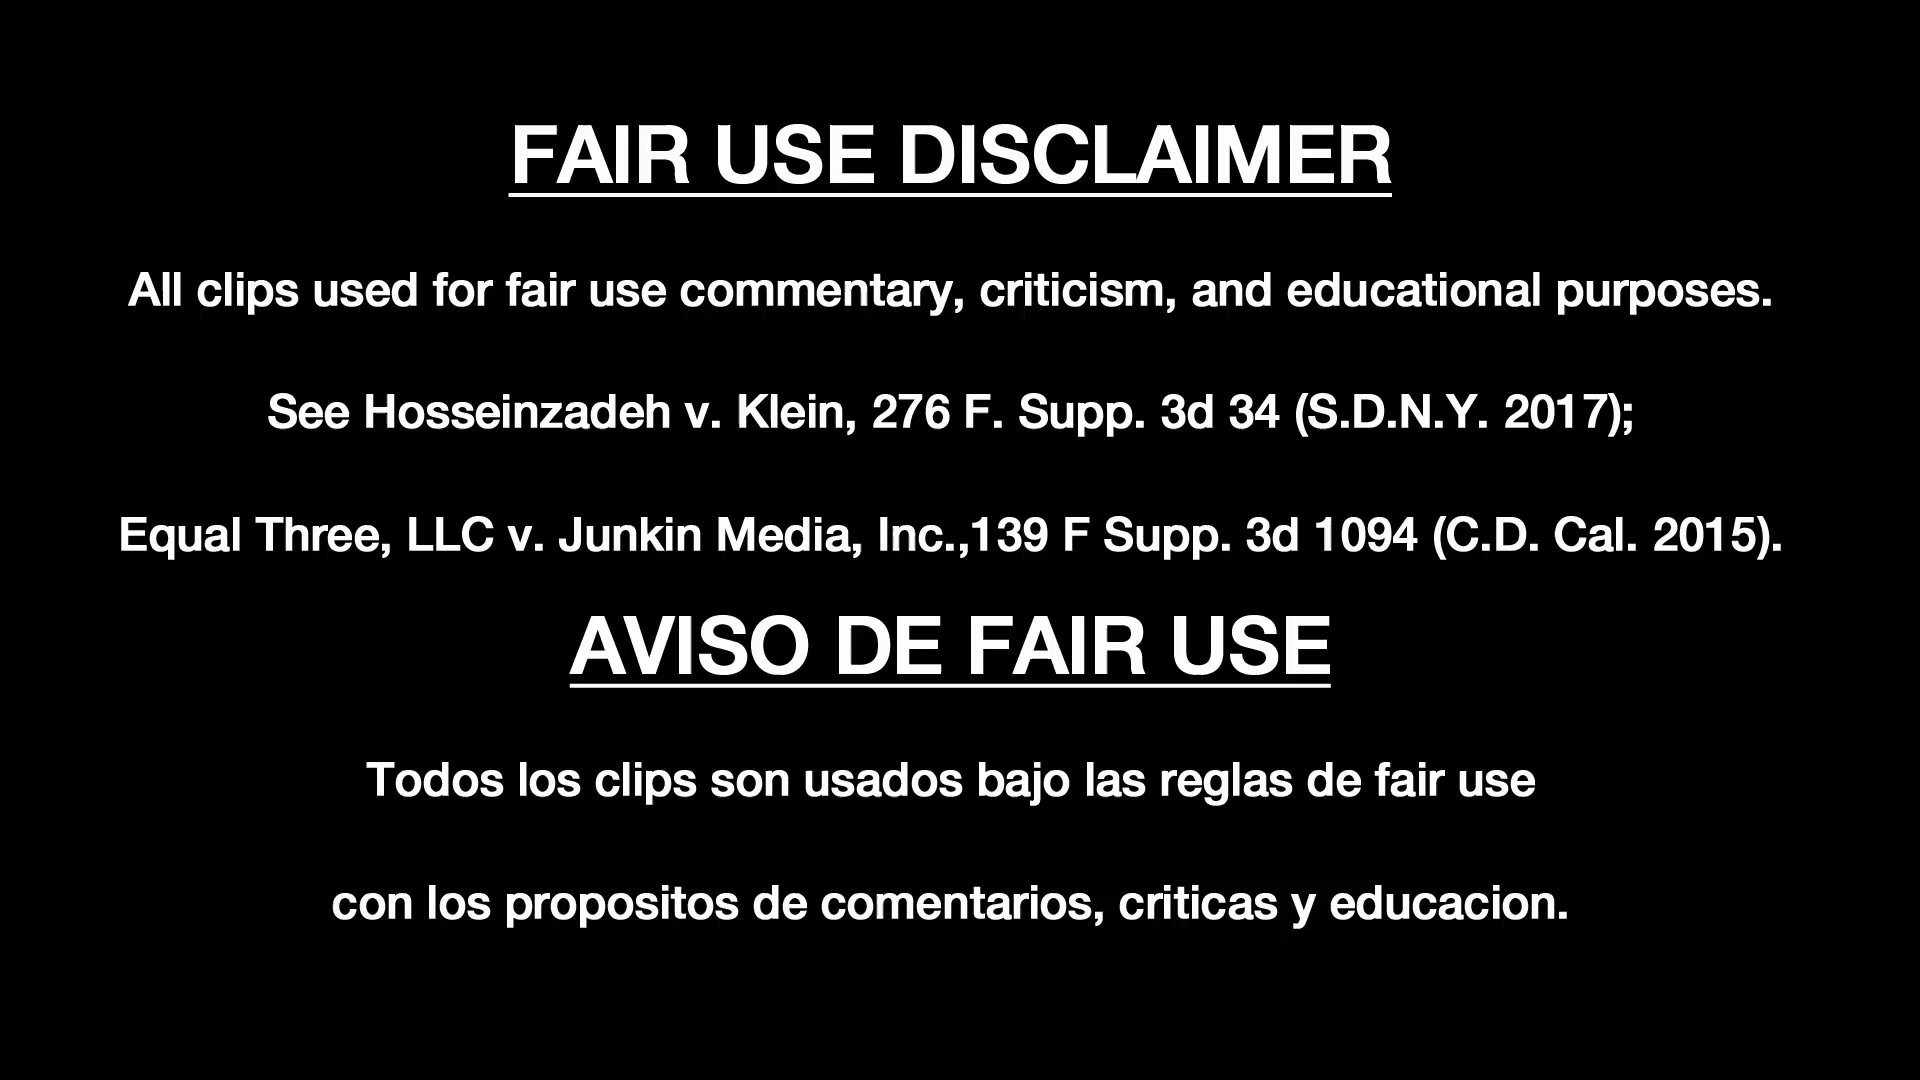 FAIR USE DISCLAIMER
All clips used for fair use commentary, criticism, and educational purposes.
See Hosseinzadeh v. Klein, 276 F. Supp. 3d 34 (S.D.N.Y. 2017);
Equal Three, LLC v. Junkin Media, Inc.,139 F Supp. 3d 1094 (C.D. Cal. 2015).
AVISO DE FAIR USE
Todos los clips son usados bajo las reglas de fair use
con los propositos de comentarios, criticas y educacion.